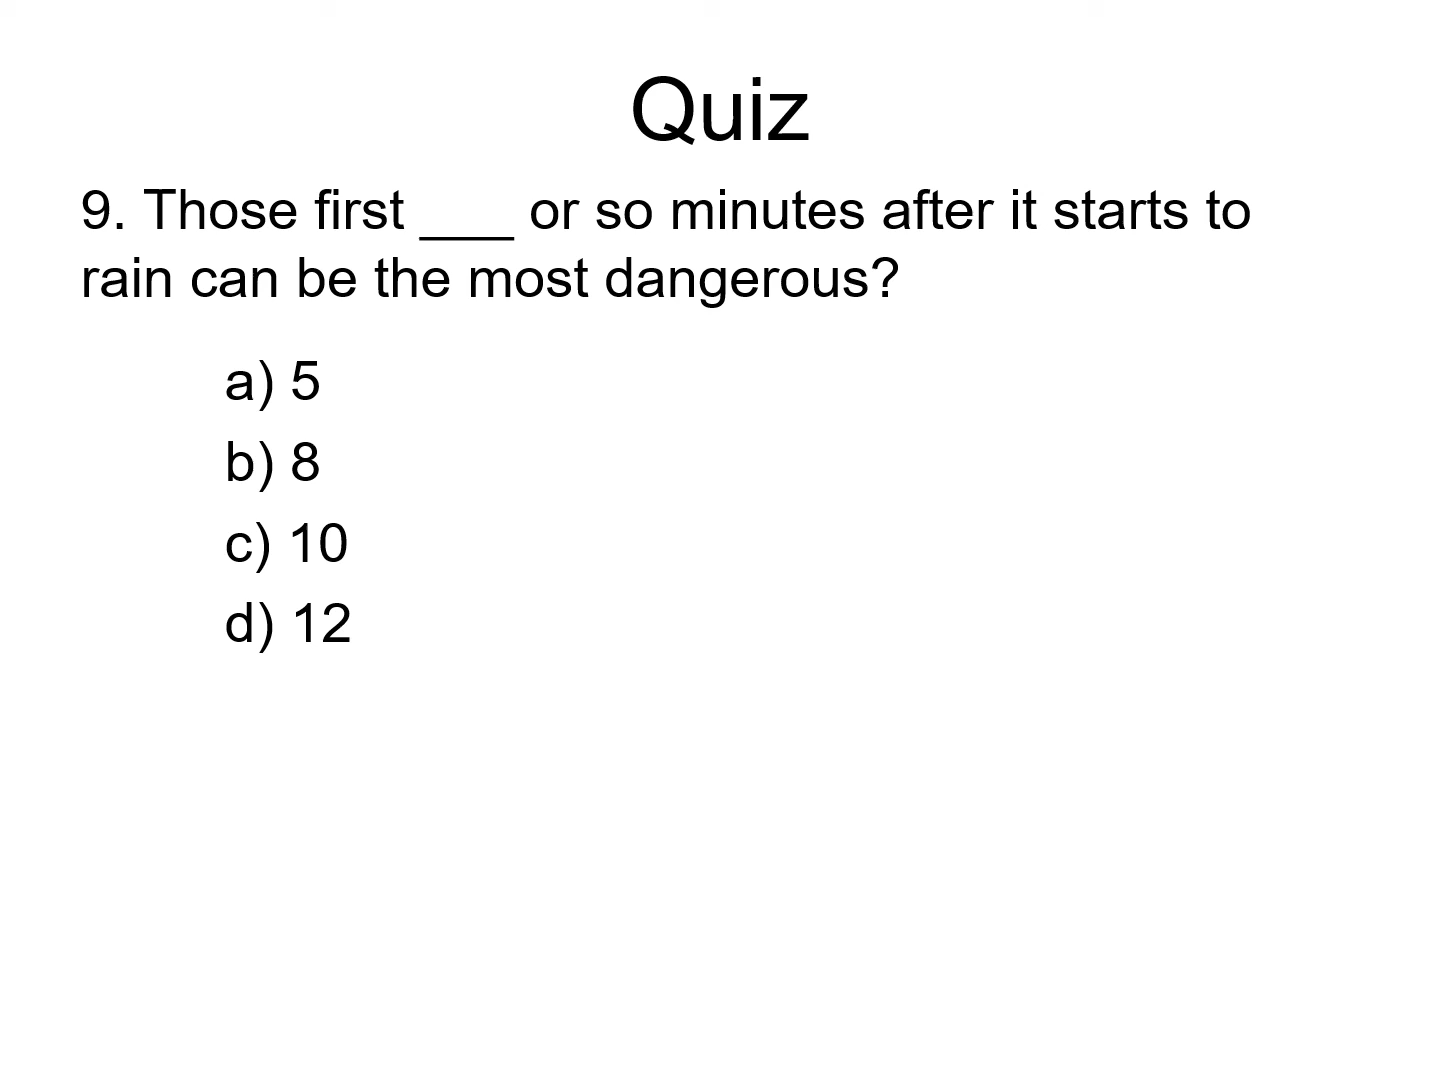 Quiz
9. Those first ___ or so minutes after it starts to
rain can be the most dangerous?
a) 5
b) 8
c) 10
d) 12